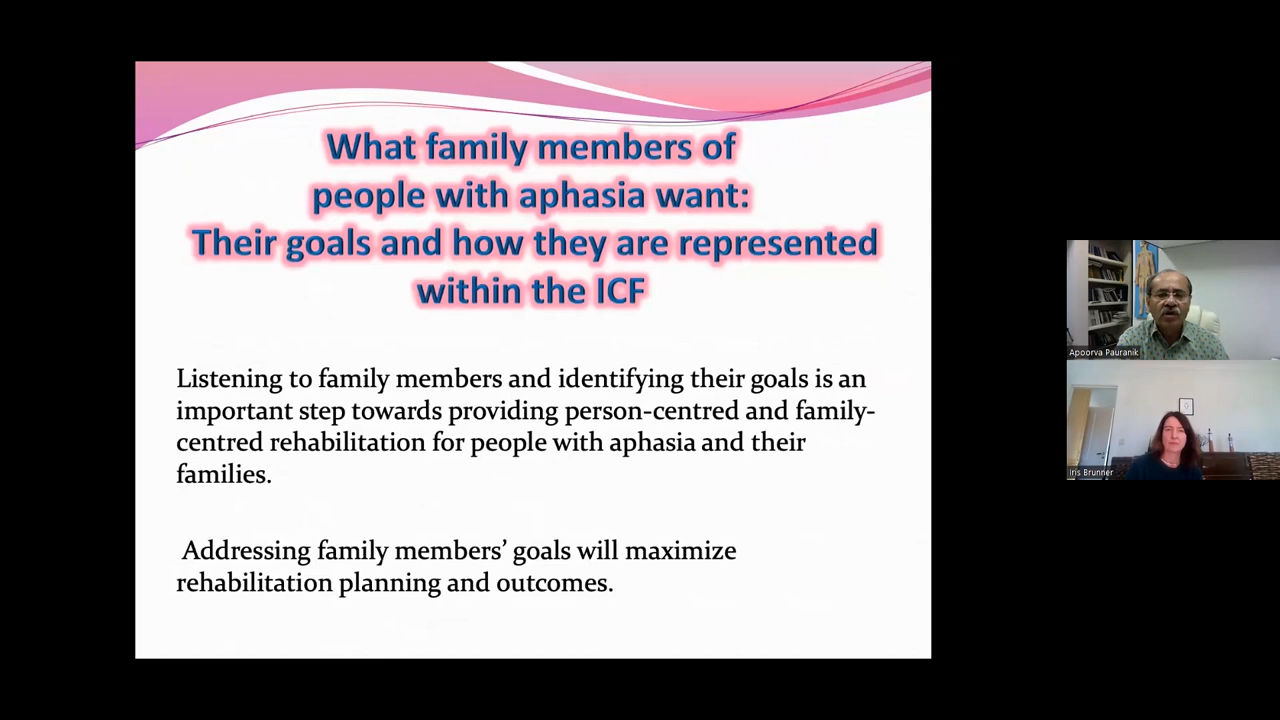 What family members of
people with aphasia want:
Their goals and how they are represented
within the ICF
Listening to family members and identifying their goals is an
important step towards providing person-centred and family-
centred rehabilitation for people with aphasia and their
families.
Addressing family members’ goals will maximize
rehabilitation planning and outcomes.
Apoorva Pauranik
Iris Brunner